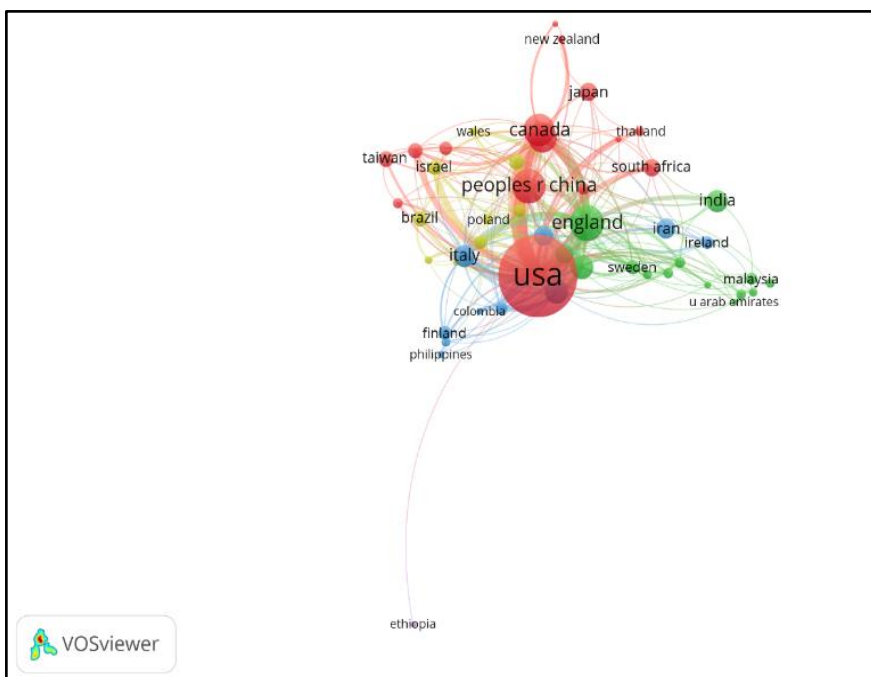 new zealand
japan
wales
canada
thailand
taiwan
israel
south africa
peoples r china
india
brazil
poland
england
iran
ireland
italy
usa
sweden
malaysia
u arab emirates
colombia
finland
philippines
ethiopia
VOSviewer